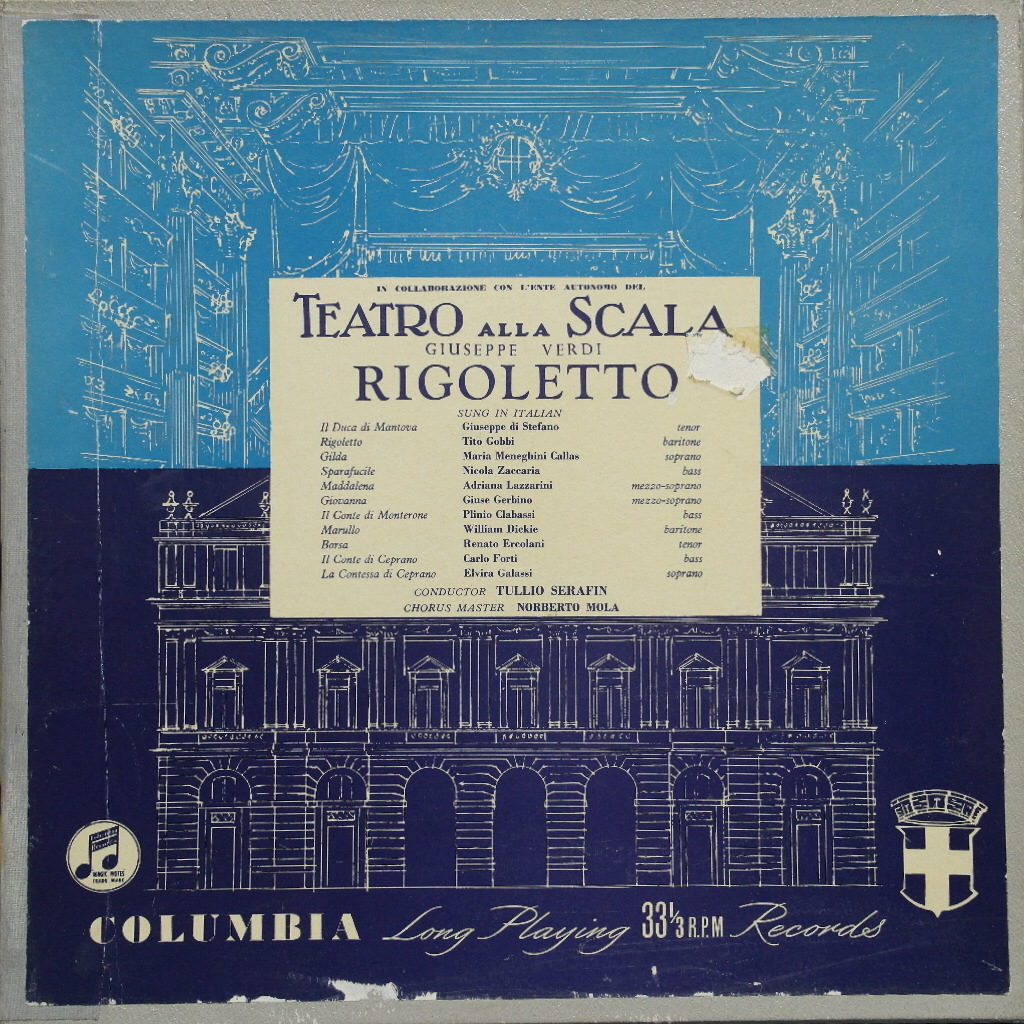 IN COLLABORAZIONE CON L'ENTE AUTONOMO DEL
TEATRO ALLA SCALA
GIUSEPPE VERDI
RIGOLETTO
SUNG IN ITALIAN
Il Duca di Mantova Giuseppe di Stefano tenor
Rigoletto Tito Gobbi baritone
Gilda Maria Meneghini Callas soprano
Sparafucile Nicola Zaccaria bass
Maddalena Adriana Lazzarini mezzo-soprano
Giovanna Giuse Gerbino mezzo-soprano
Il Conte di Monterone Plinio Clabassi bass
Marullo William Dickie baritone
Borsa Renato Ercolani tenor
Il Conte di Ceprano Carlo Forti bass
La Contessa di Ceprano Elvira Galassi soprano
CONDUCTOR TULLIO SERAFIN
CHORUS MASTER NORBERTO MOLA
MAGIC NOTES
TRADE MARK
COLUMBIA Long Playing 33 1/3 R.P.M Records